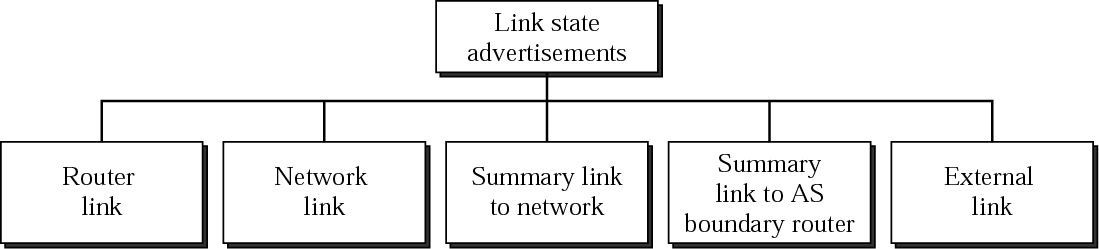 Link state
advertisements
Router
link
Network
link
Summary link
to network
Summary
link to AS
boundary router
External
link